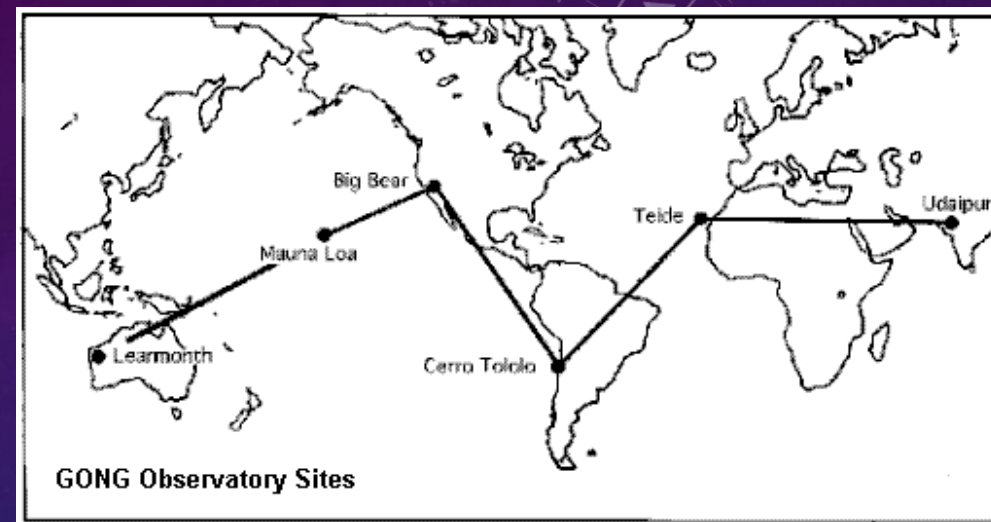 Big Bear
Mauna Loa
Learmonth
Cerro Tololo
Teide
Udaipur
GONG Observatory Sites